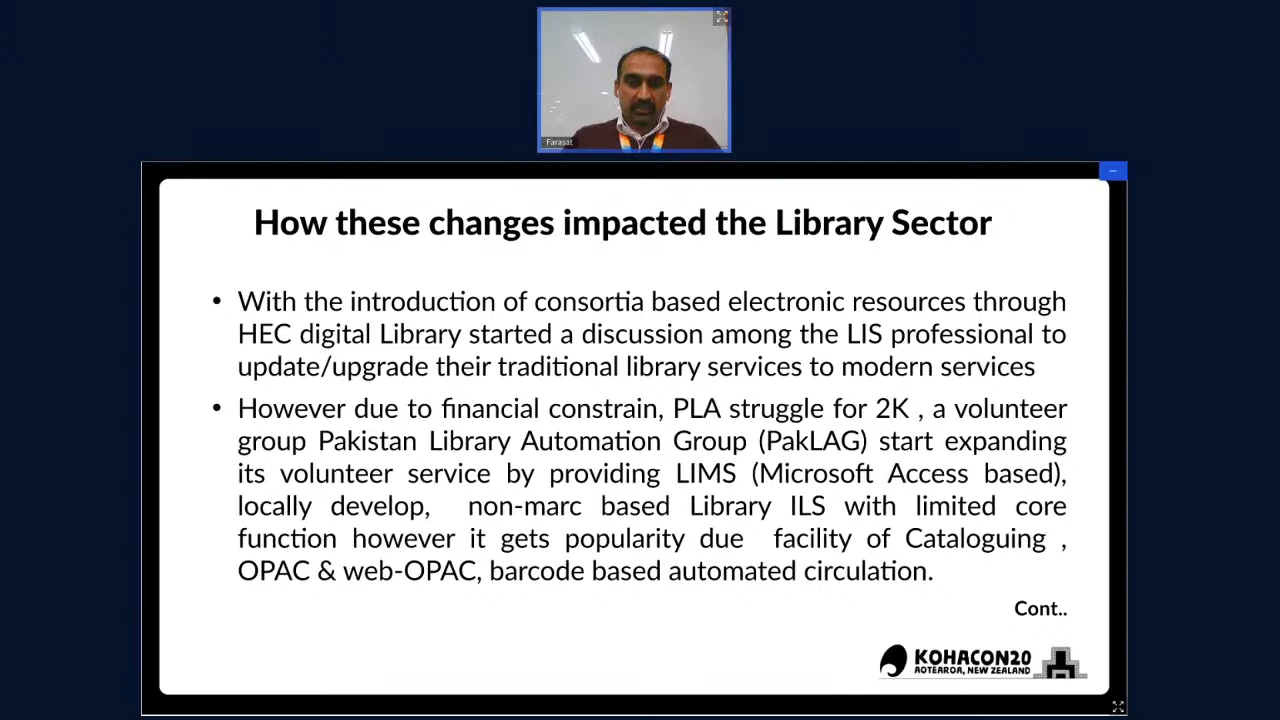 Farasat
How these changes impacted the Library Sector
• With the introduction of consortia based electronic resources through
HEC digital Library started a discussion among the LIS professional to
update/upgrade their traditional library services to modern services
• However due to financial constrain, PLA struggle for 2K , a volunteer
group Pakistan Library Automation Group (PakLAG) start expanding
its volunteer service by providing LIMS (Microsoft Access based),
locally develop, non-marc based Library ILS with limited core
function however it gets popularity due facility of Cataloguing ,
OPAC & web-OPAC, barcode based automated circulation.
Cont..
KOHACON20
AOTEAROA, NEW ZEALAND